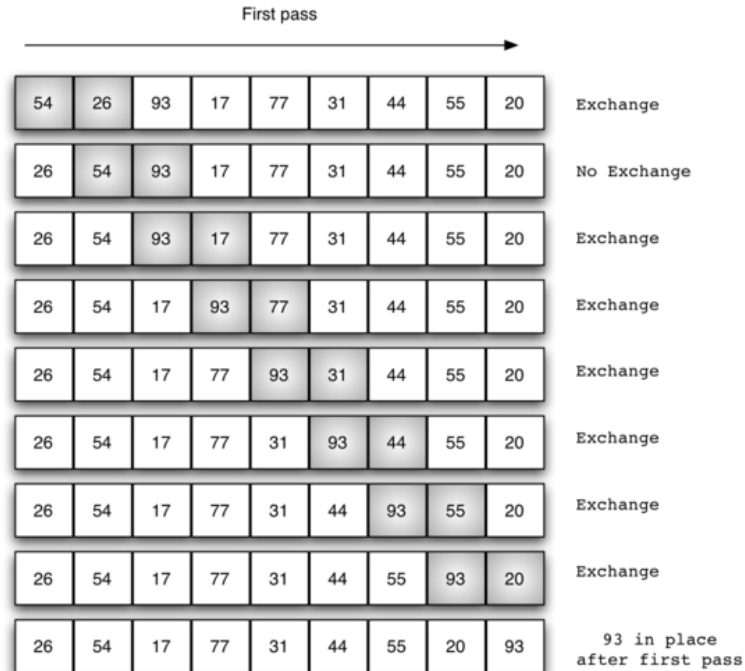 First pass
54 26 93 17 77 31 44 55 20 Exchange
26 54 93 17 77 31 44 55 20 No Exchange
26 54 93 17 77 31 44 55 20 Exchange
26 54 17 93 77 31 44 55 20 Exchange
26 54 17 77 93 31 44 55 20 Exchange
26 54 17 77 31 93 44 55 20 Exchange
26 54 17 77 31 44 93 55 20 Exchange
26 54 17 77 31 44 55 93 20 Exchange
26 54 17 77 31 44 55 20 93 93 in place
after first pass